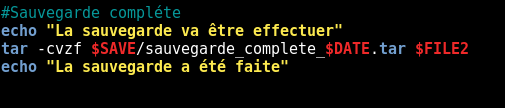 #Sauvegarde compléte
echo "La sauvegarde va être effectuer"
tar -cvzf $SAVE/sauvegarde_complete_$DATE.tar $FILE2
echo "La sauvegarde a été faite"